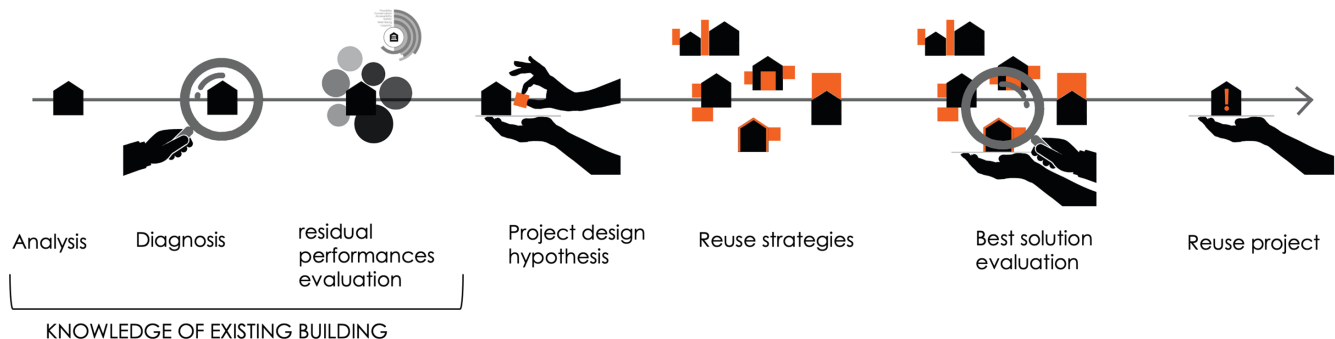 Analysis
Diagnosis
residual
performances
evaluation
Project design
hypothesis
Reuse strategies
Best solution
evaluation
Reuse project
KNOWLEDGE OF EXISTING BUILDING
!